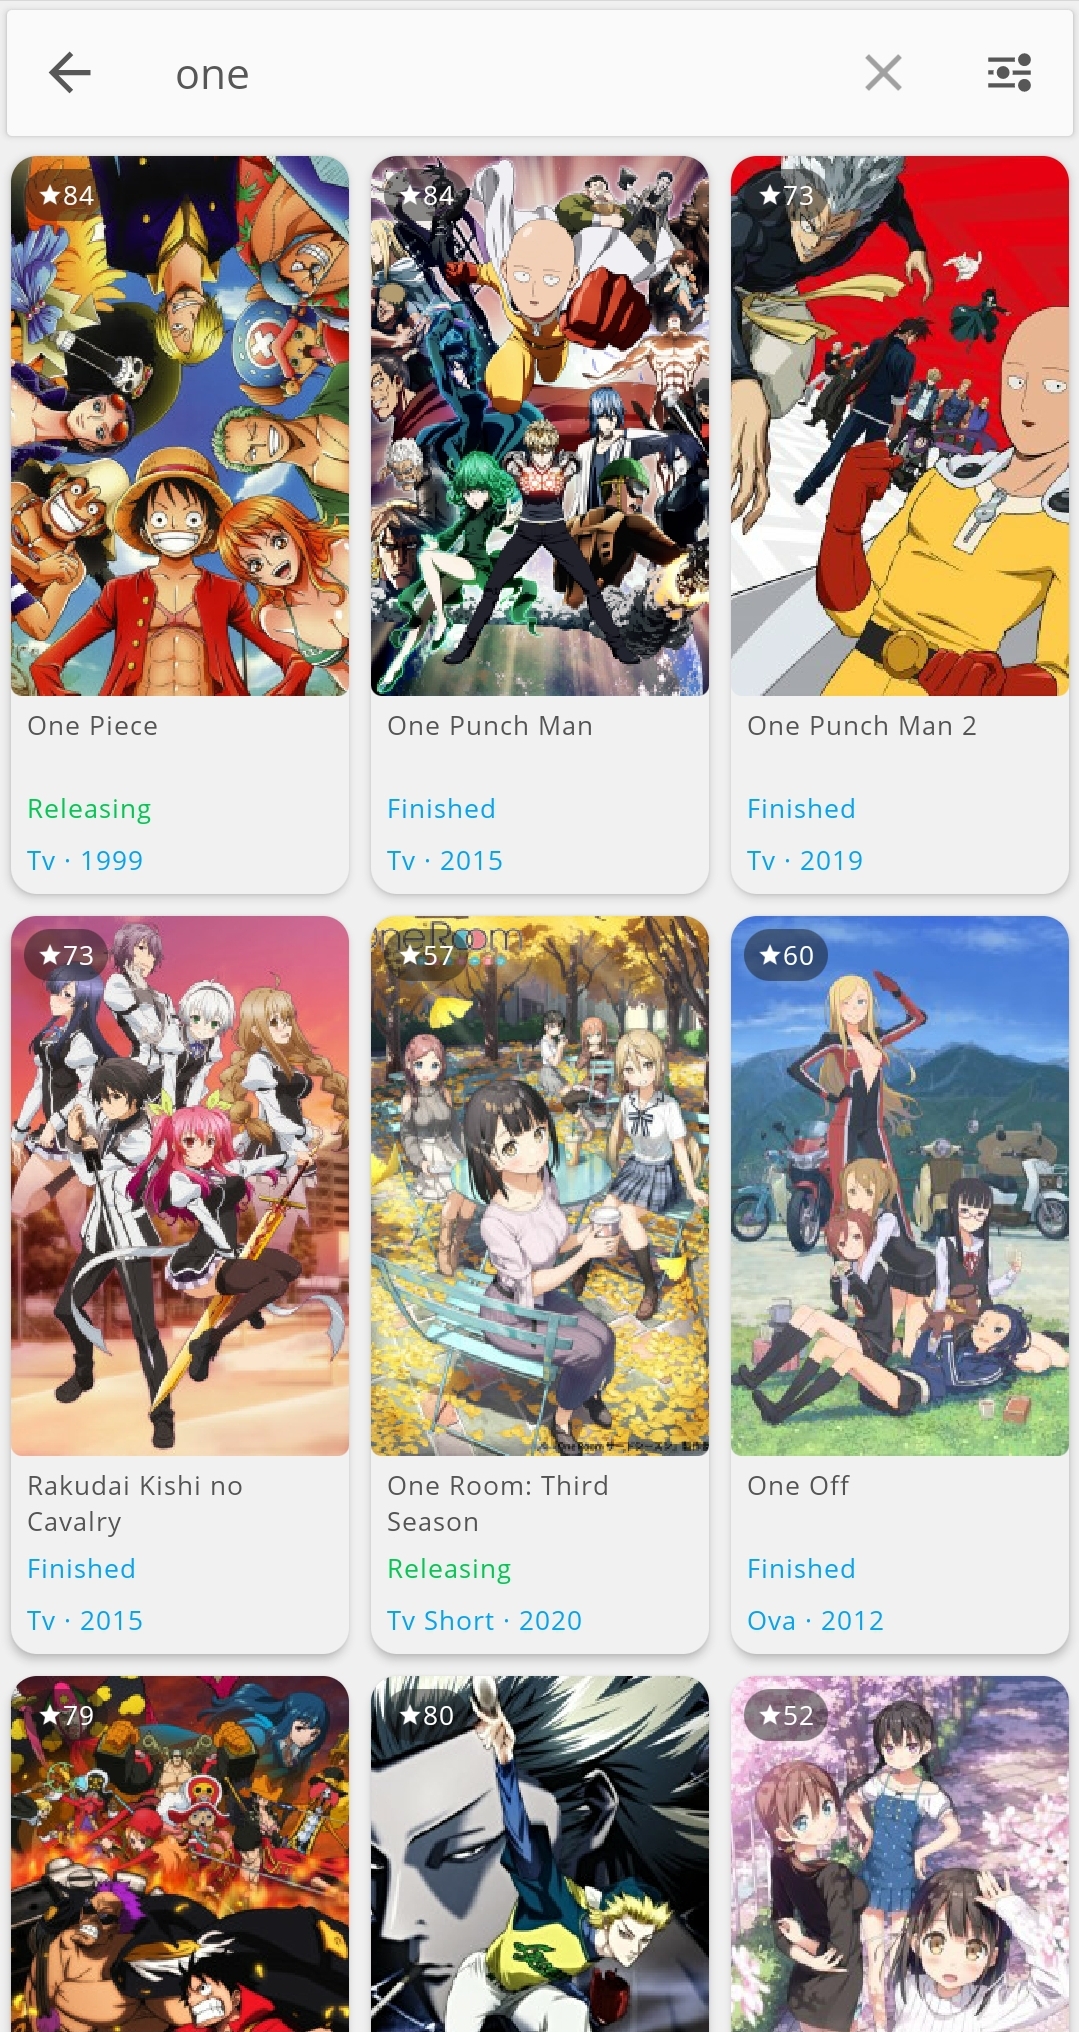 one
★84
★84
★73
One Piece
One Punch Man
One Punch Man 2
Releasing
Finished
Finished
Tv · 1999
Tv · 2015
Tv · 2019
★73
★57
★60
neRoom
Rakudai Kishi no
Cavalry
One Room: Third
Season
One Off
Finished
Releasing
Finished
Tv · 2015
Tv Short · 2020
Ova · 2012
★79
★80
★52